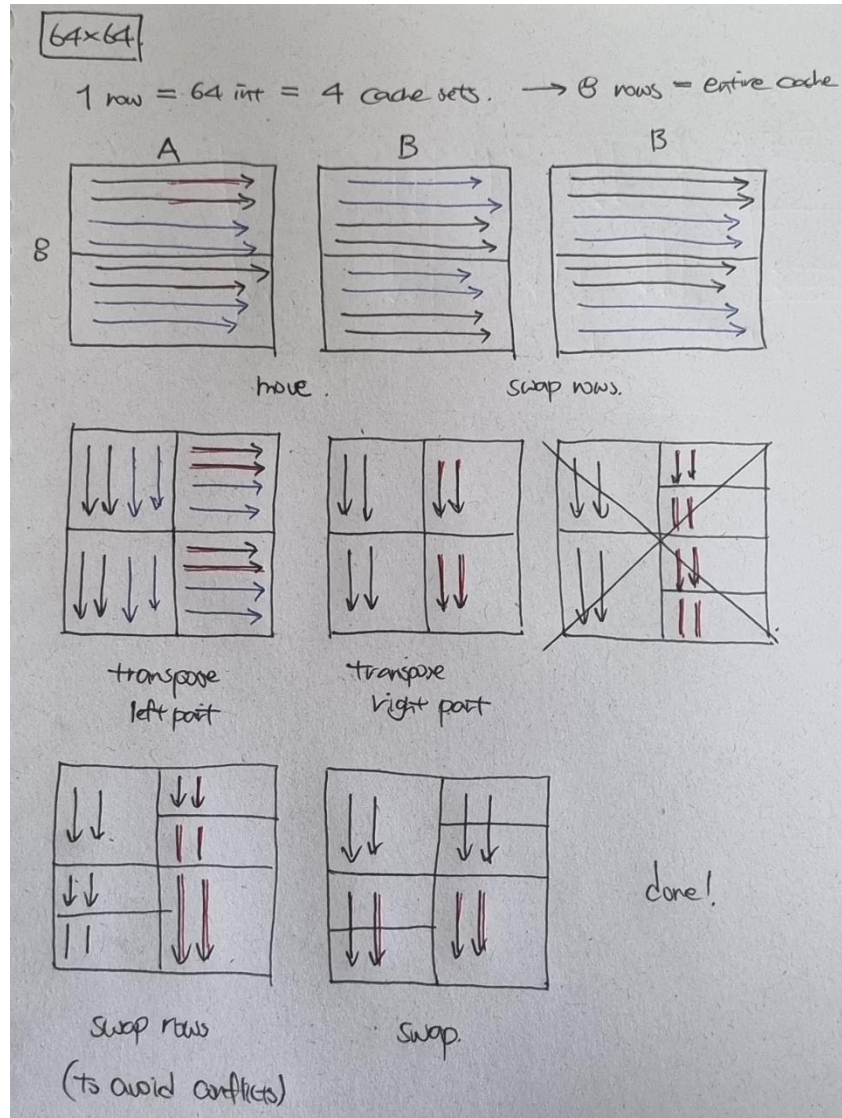 64×64
1 row = 64 int = 4 cache sets. → 8 rows = entire cache
A B B
8
move. swap rows.
transpose left part
transpose right part
swap rows
(to avoid conflicts)
swap.
done!